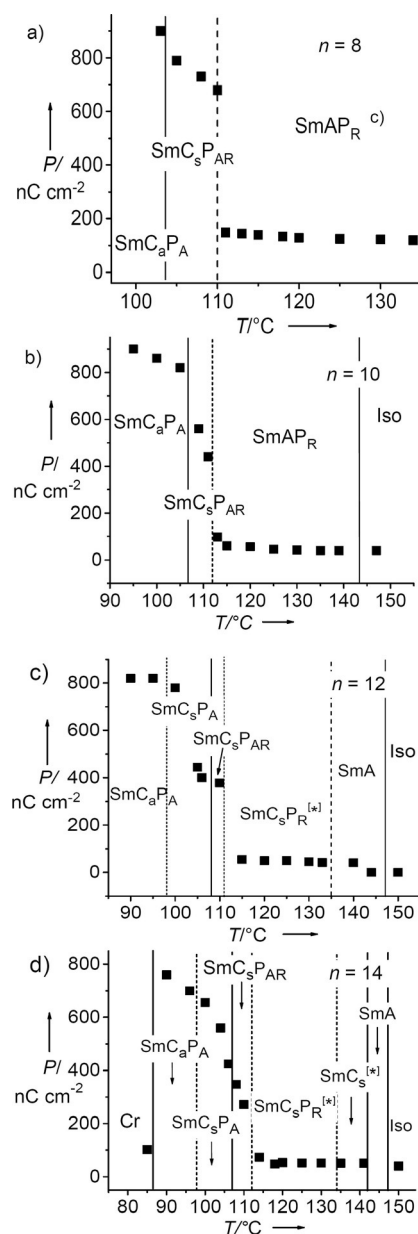 a)
800
600
400
200
0
P/
nC cm-2
n = 8
SmAPR c)
SmCsPAR
SmCaPA
100 110 120 130
T/°C
b)
800
600
400
200
0
P/
nC cm-2
n = 10
Iso
SmCaPA
SmAPR
SmCsPAR
90 100 110 120 130 140 150
T/°C
c)
800
600
400
200
0
P/
nC cm-2
n = 12
SmCsPA
SmCsPAR
Iso
SmA
SmCaPA
SmCsPR[*]
90 100 110 120 130 140 150
T/°C
d)
800
600
400
200
0
P/
nC cm-2
SmCsPAR
n = 14
SmA
SmCaPA
SmCs[*]
SmCsPR[*]
SmCsPA
Cr
Iso
80 90 100 110 120 130 140 150
T/°C